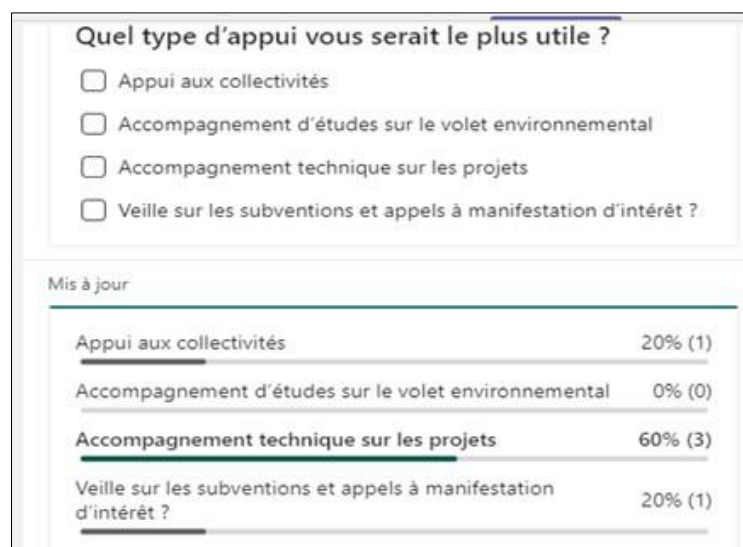 Quel type d'appui vous serait le plus utile ?
Appui aux collectivités
Accompagnement d'études sur le volet environnemental
Accompagnement technique sur les projets
Veille sur les subventions et appels à manifestation d'intérêt ?
Mis à jour
Appui aux collectivités 20% (1)
Accompagnement d'études sur le volet environnemental 0% (0)
Accompagnement technique sur les projets 60% (3)
Veille sur les subventions et appels à manifestation
d'intérêt ? 20% (1)